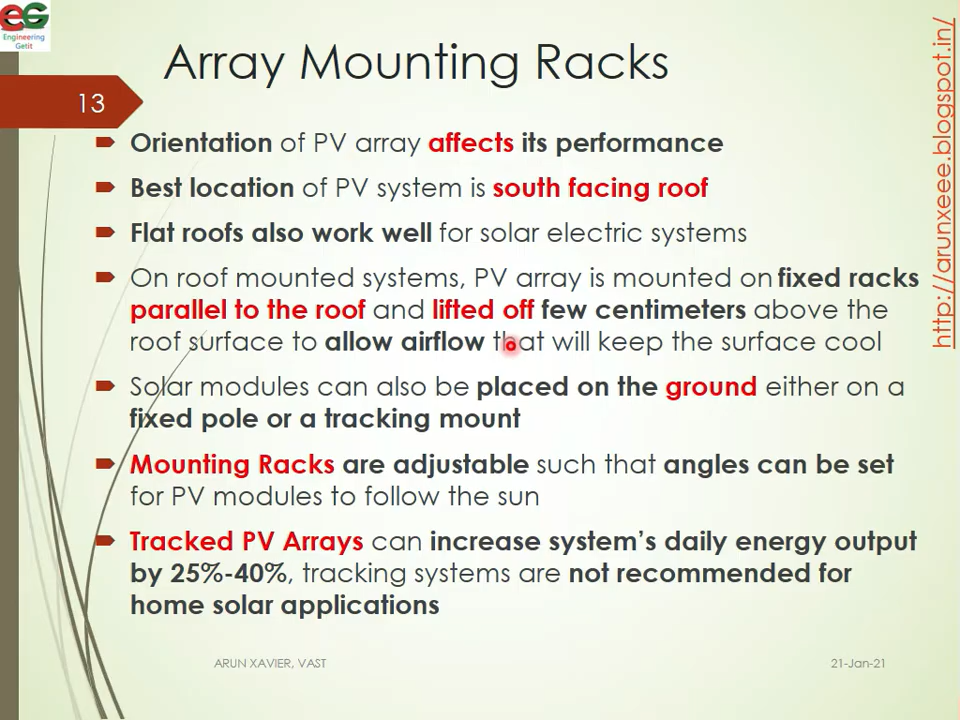 EG
Engineering
Getit
Array Mounting Racks
13
http://arunxeee.blogspot.in/
Orientation of PV array affects its performance
Best location of PV system is south facing roof
Flat roofs also work well for solar electric systems
On roof mounted systems, PV array is mounted on fixed racks
parallel to the roof and lifted off few centimeters above the
roof surface to allow airflow that will keep the surface cool
Solar modules can also be placed on the ground either on a
fixed pole or a tracking mount
Mounting Racks are adjustable such that angles can be set
for PV modules to follow the sun
Tracked PV Arrays can increase system's daily energy output
by 25%-40%, tracking systems are not recommended for
home solar applications
ARUN XAVIER, VAST
21-Jan-21